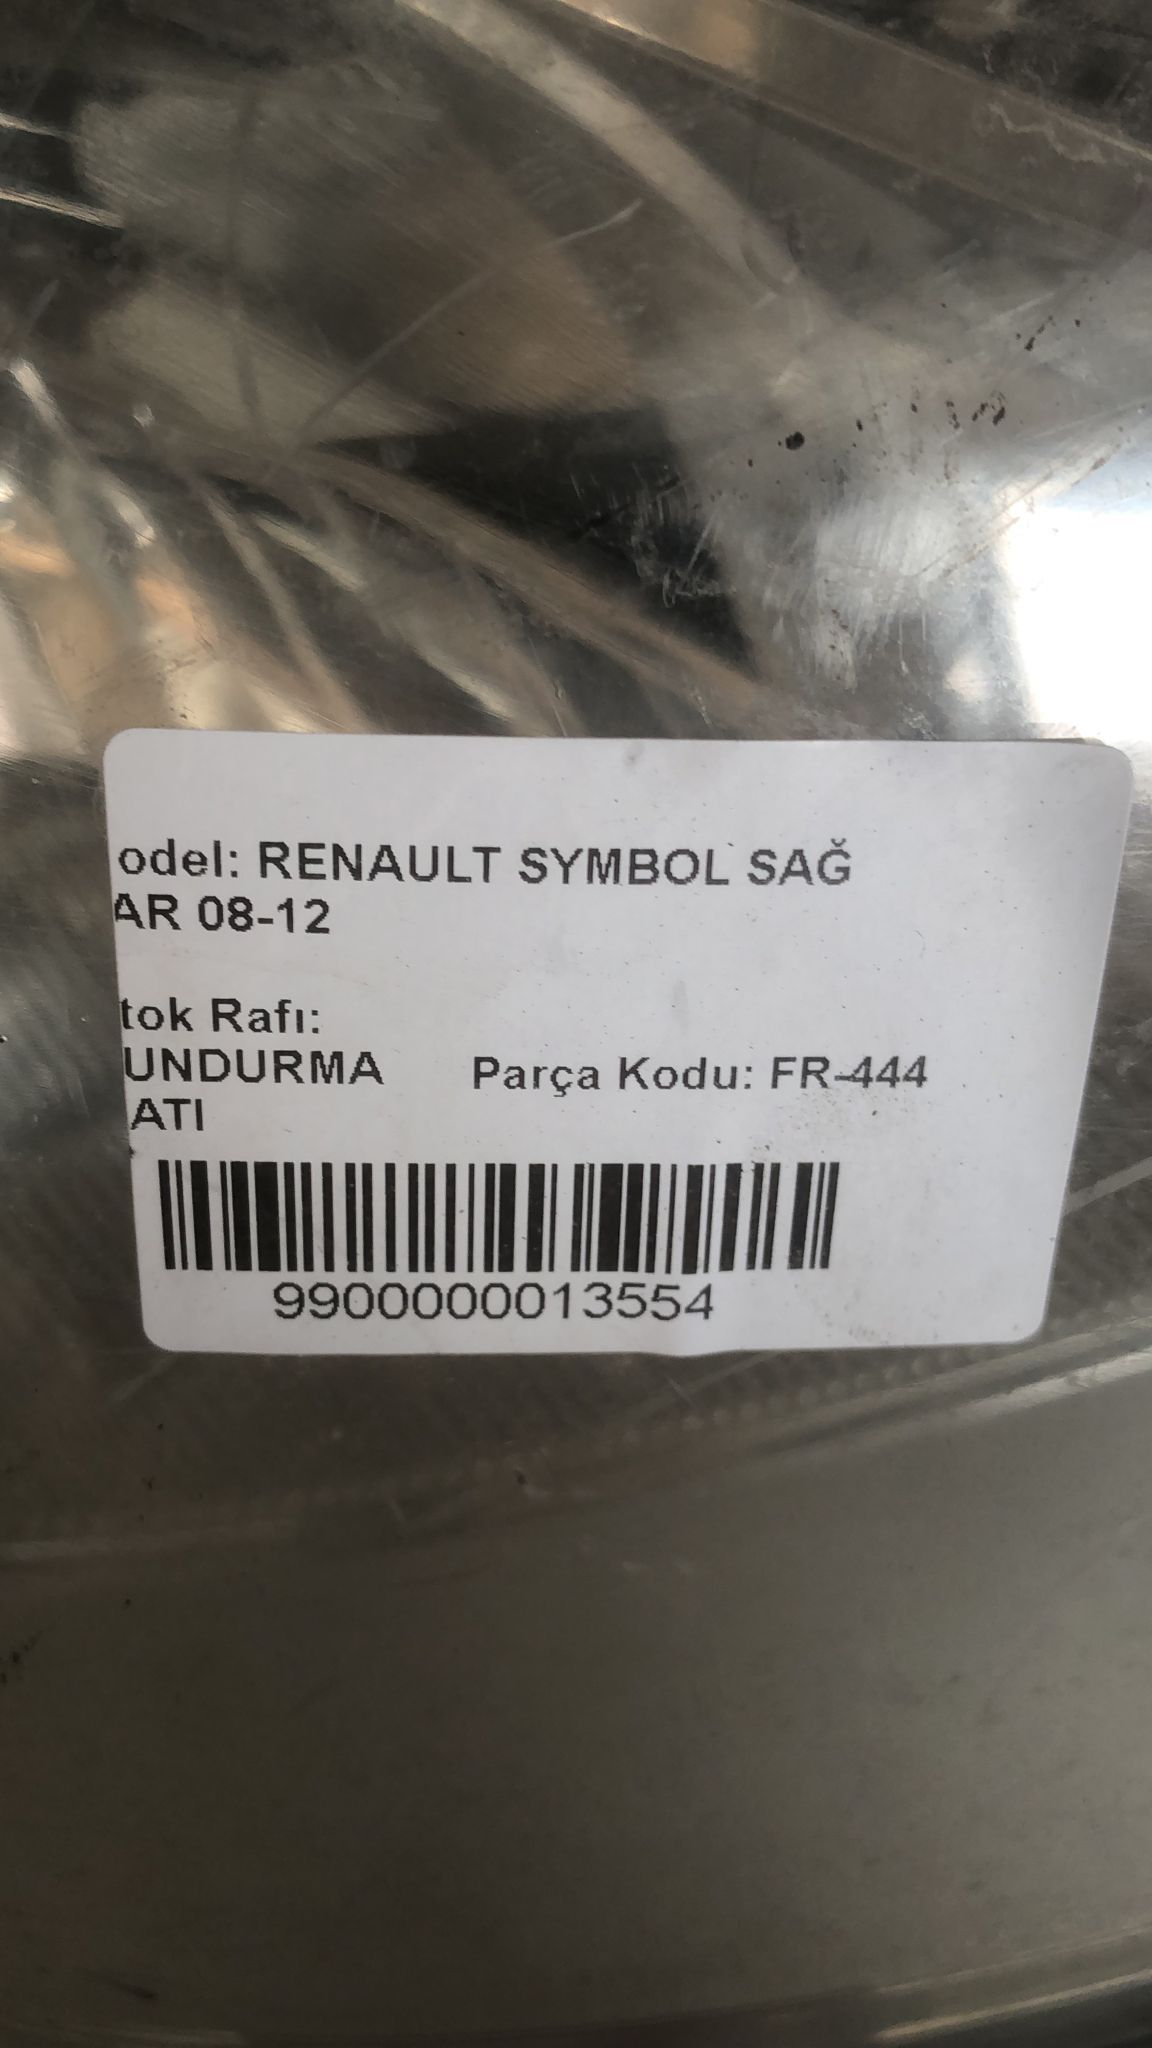 odel: RENAULT SYMBOL SAĞ
AR 08-12
tok Rafı:
UNDURMA
Parça Kodu: FR-444
ATI
9900000013554